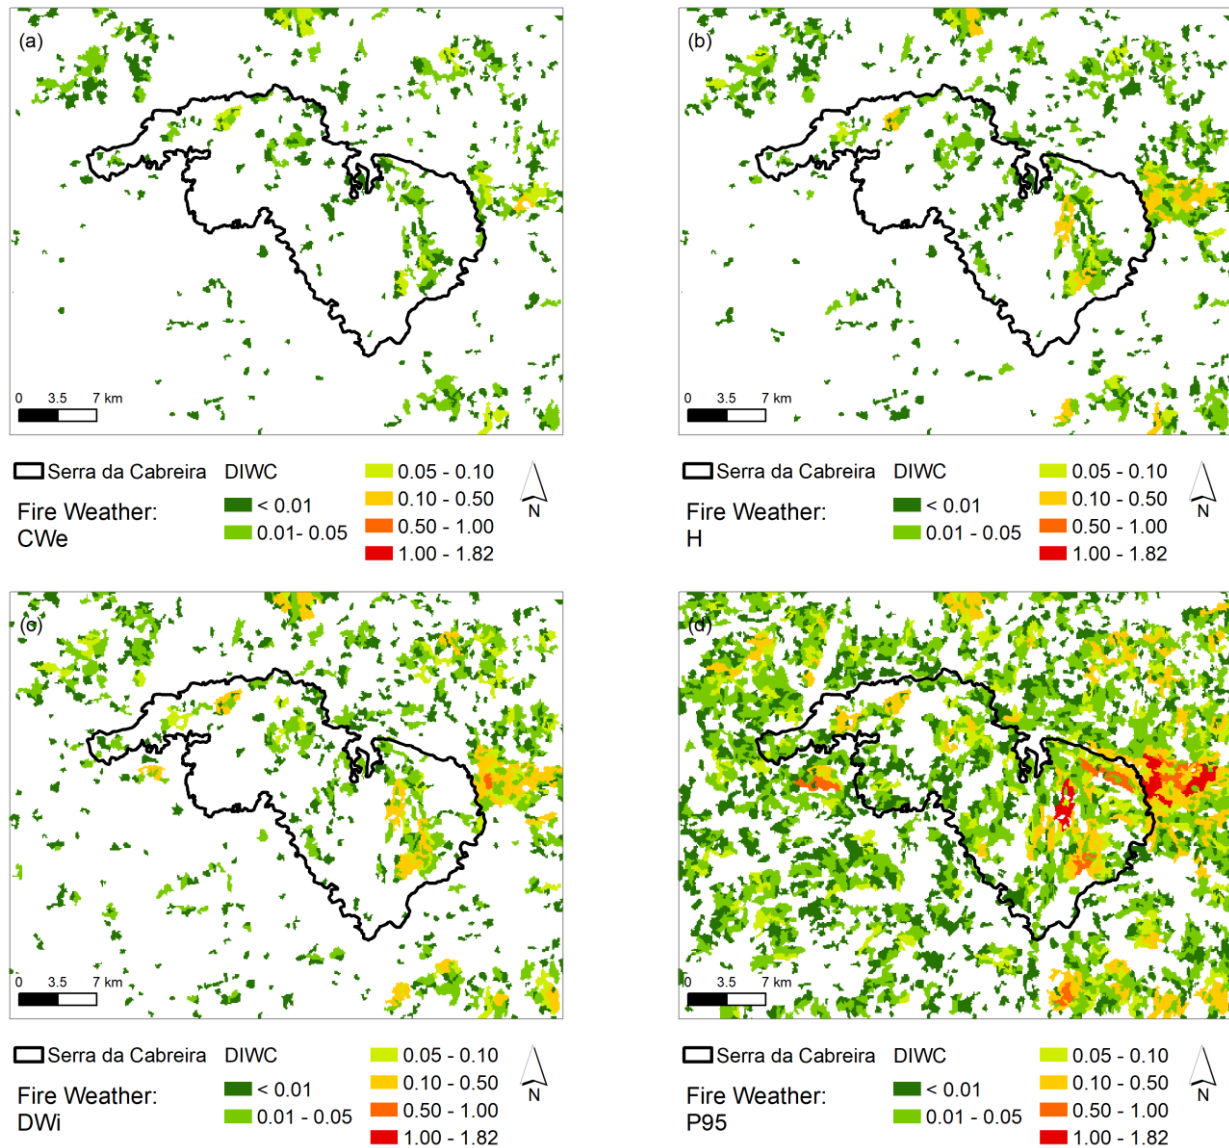 (a)
0 3.5 7 km
Serra da Cabreira DIWC 0.05 - 0.10
< 0.01 0.10 - 0.50
Fire Weather: 0.01- 0.05 0.50 - 1.00
CWe 1.00 - 1.82
N
(b)
0 3.5 7 km
Serra da Cabreira DIWC 0.05 - 0.10
< 0.01 0.10 - 0.50
Fire Weather: 0.01 - 0.05 0.50 - 1.00
H 1.00 - 1.82
N
(c)
0 3.5 7 km
Serra da Cabreira DIWC 0.05 - 0.10
< 0.01 0.10 - 0.50
Fire Weather: 0.01 - 0.05 0.50 - 1.00
DWi 1.00 - 1.82
N
(d)
0 3.5 7 km
Serra da Cabreira DIWC 0.05 - 0.10
< 0.01 0.10 - 0.50
Fire Weather: 0.01 - 0.05 0.50 - 1.00
P95 1.00 - 1.82
N